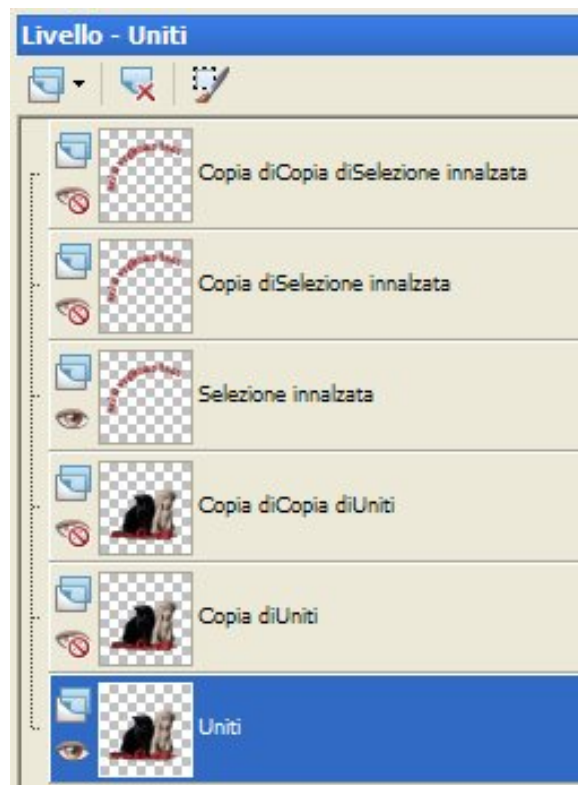 Livello - Uniti
Copia diCopia diSelezione innalzata
Copia diSelezione innalzata
Selezione innalzata
Copia diCopia diUniti
Copia diUniti
Uniti